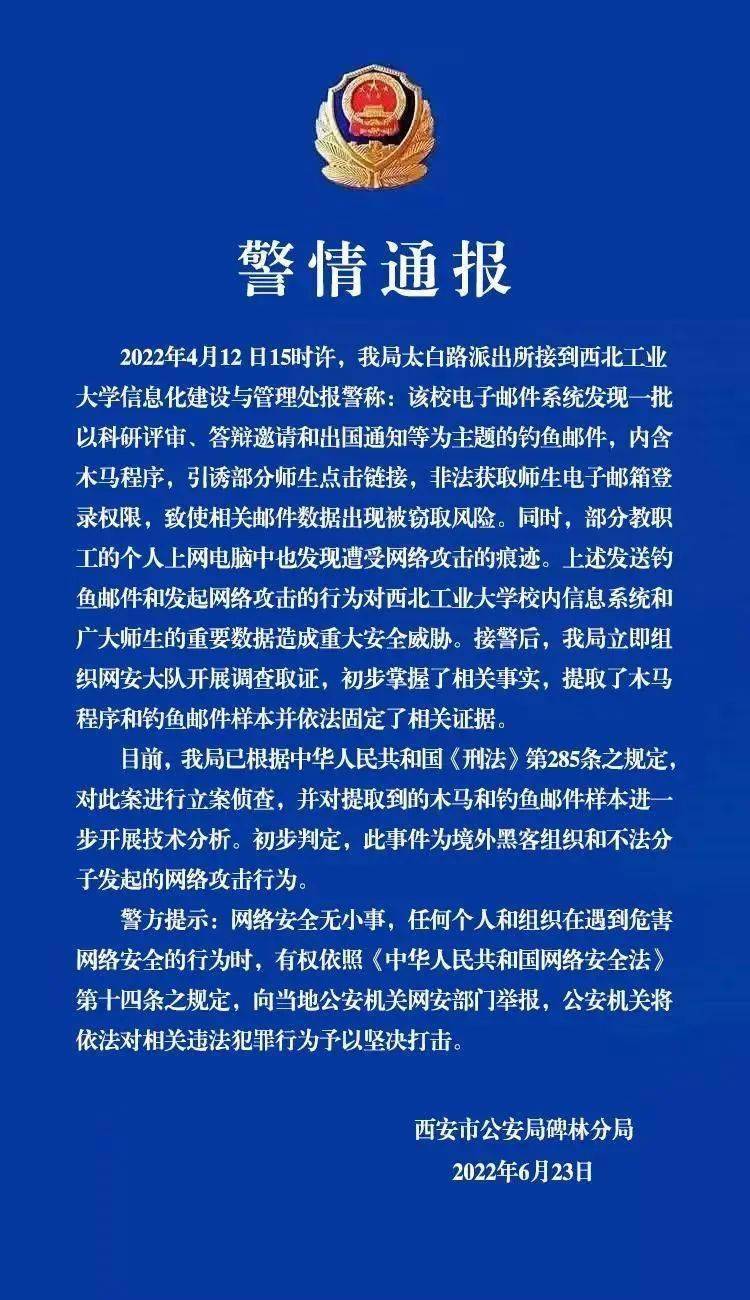 警情通报
2022年4月12日15时许，我局太白路派出所接到西北工业
大学信息化建设与管理处报警称：该校电子邮件系统发现一批
以科研评审、答辩邀请和出国通知等为主题的钓鱼邮件，内含
木马程序，引诱部分师生点击链接，非法获取师生电子邮箱登
录权限，致使相关邮件数据出现被窃取风险。同时，部分教职
工的个人上网电脑中也发现遭受网络攻击的痕迹。上述发送钓
鱼邮件和发起网络攻击的行为对西北工业大学校内信息系统和
广大师生的重要数据造成重大安全威胁。接警后，我局立即组
织网安大队开展调查取证，初步掌握了相关事实，提取了木马
程序和钓鱼邮件样本并依法固定了相关证据。
目前，我局已根据中华人民共和国《刑法》第285条之规定，
对此案进行立案侦查，并对提取到的木马和钓鱼邮件样本进一
步开展技术分析。初步判定，此事件为境外黑客组织和不法分
子发起的网络攻击行为。
警方提示：网络安全无小事，任何个人和组织在遇到危害
网络安全的行为时，有权依照《中华人民共和国网络安全法》
第十四条之规定，向当地公安机关网安部门举报，公安机关将
依法对相关违法犯罪行为予以坚决打击。
西安市公安局碑林分局
2022年6月23日